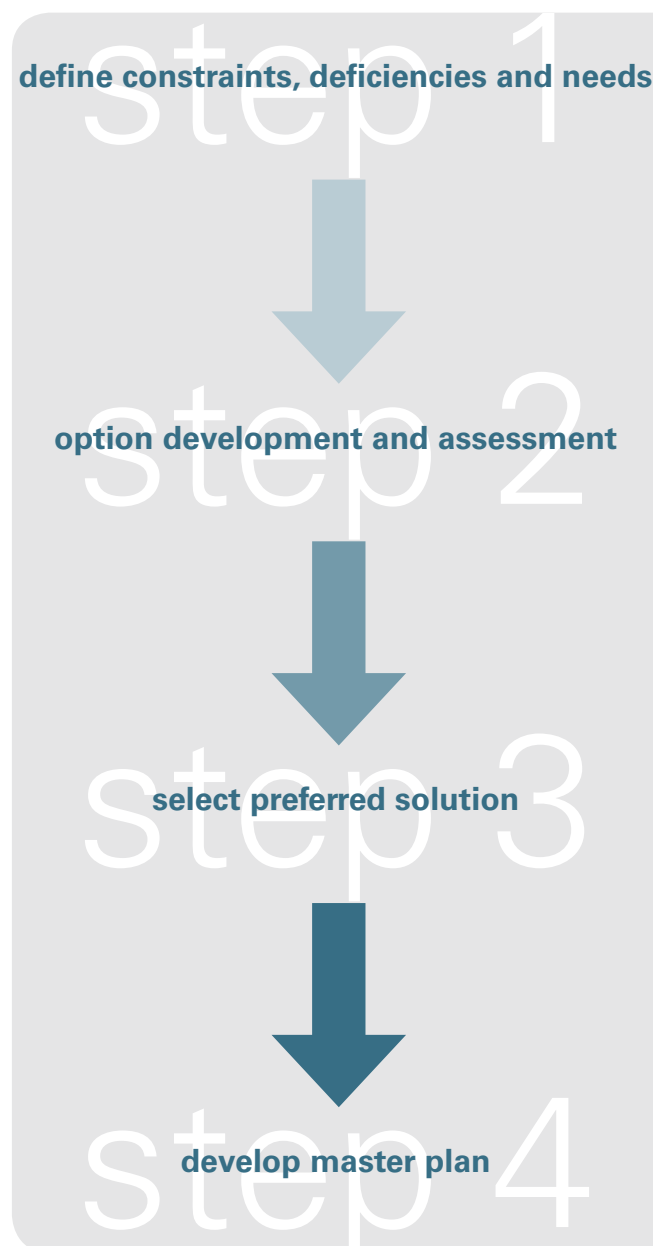 step 1
define constraints, deficiencies and needs
step 2
option development and assessment
step 3
select preferred solution
step 4
develop master plan